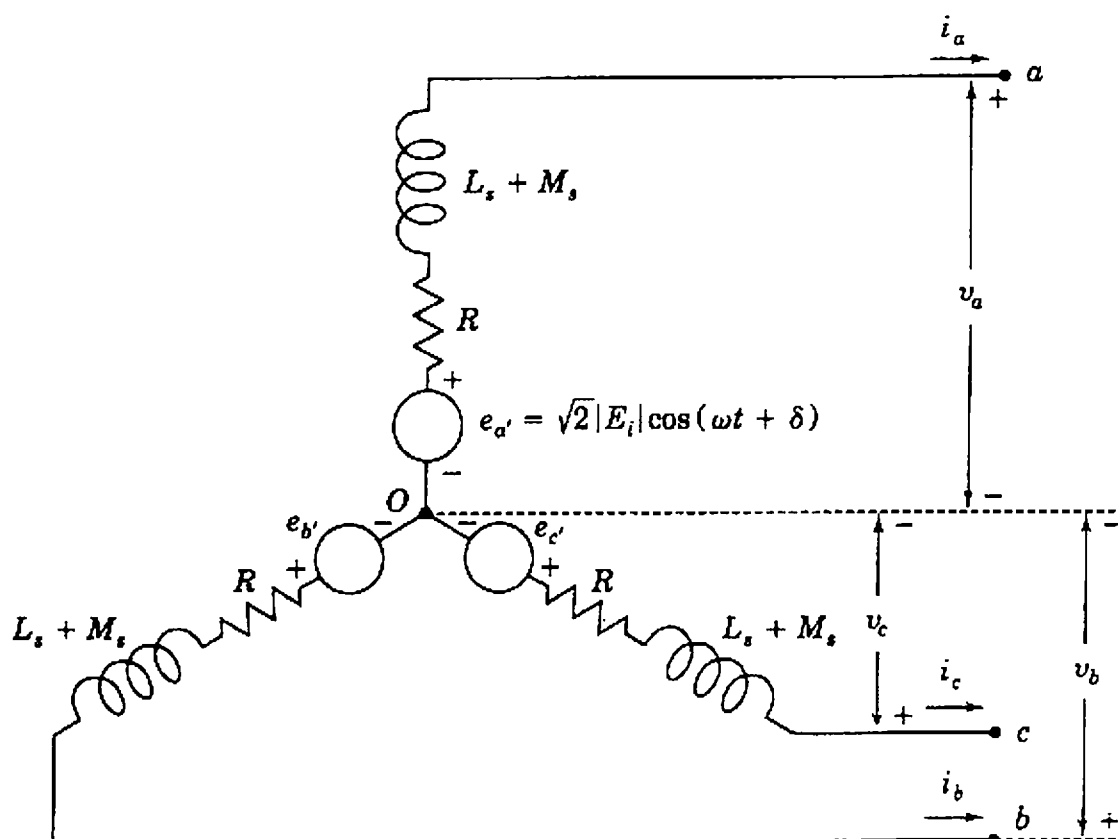 i_a
a
+
L_s + M_s
R
v_a
+
e_a' = √2|E_i|cos(ωt + δ)
−
O
−
e_b'
−
−
e_c'
−
−
+
+
R
R
L_s + M_s
L_s + M_s
v_c
v_b
i_c
+
c
i_b
b
+